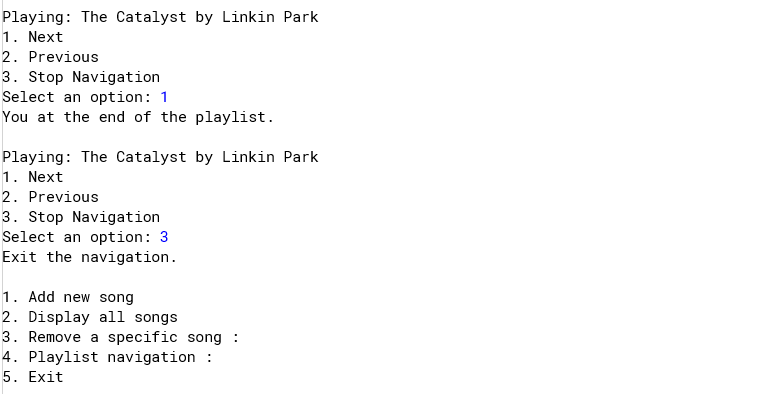 Playing: The Catalyst by Linkin Park
1. Next
2. Previous
3. Stop Navigation
Select an option: 1
You at the end of the playlist.
Playing: The Catalyst by Linkin Park
1. Next
2. Previous
3. Stop Navigation
Select an option: 3
Exit the navigation.
1. Add new song
2. Display all songs
3. Remove a specific song :
4. Playlist navigation :
5. Exit